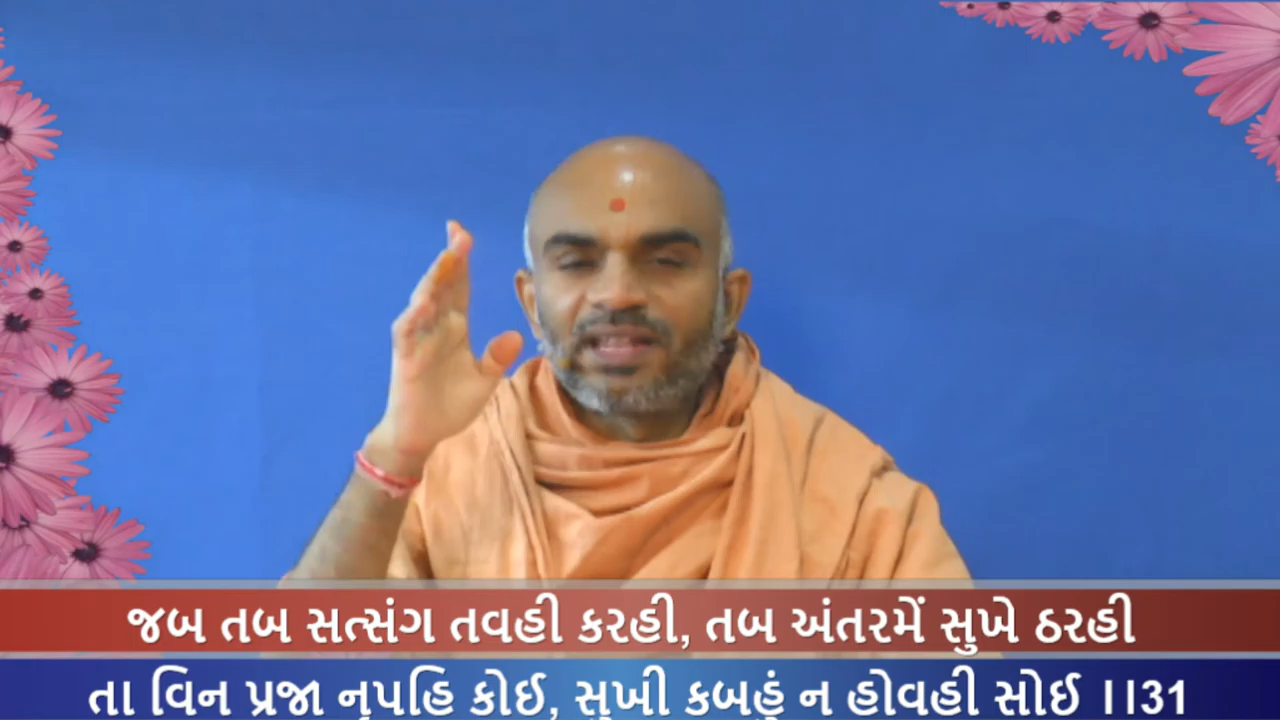 જબ તબ સત્સંગ તવહી કરહી, તબ અંતરમેં સુખે ઠરહી
તા વિન પ્રજા નૃપહિ કોઈ, સુખી કબહું ન હોવહી સોઈ ।।31